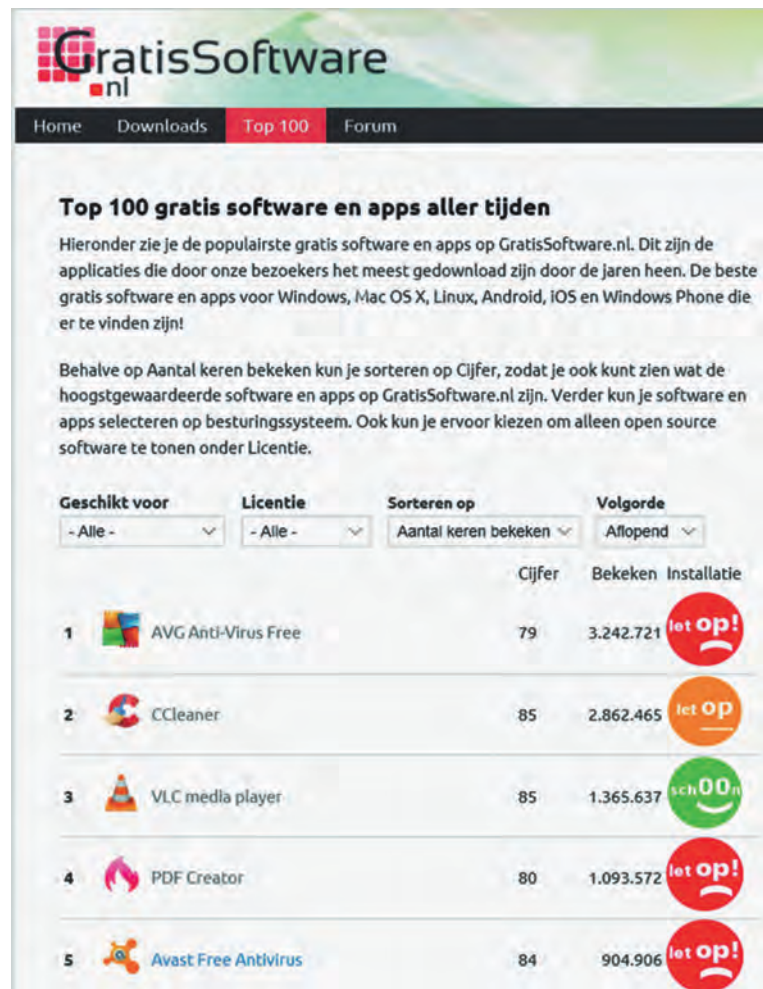 GratisSoftware
.nl
Home Downloads Top 100 Forum
Top 100 gratis software en apps aller tijden
Hieronder zie je de populairste gratis software en apps op GratisSoftware.nl. Dit zijn de
applicaties die door onze bezoekers het meest gedownload zijn door de jaren heen. De beste
gratis software en apps voor Windows, Mac OS X, Linux, Android, iOS en Windows Phone die
er te vinden zijn!
Behalve op Aantal keren bekeken kun je sorteren op Cijfer, zodat je ook kunt zien wat de
hoogstgewaardeerde software en apps op GratisSoftware.nl zijn. Verder kun je software en
apps selecteren op besturingssysteem. Ook kun je ervoor kiezen om alleen open source
software te tonen onder Licentie.
Geschikt voor Licentie Sorteren op Volgorde
- Alle - - Alle - Aantal keren bekeken Aflopend
Cijfer Bekeken Installatie
1 AVG Anti-Virus Free 79 3.242.721 let op!
2 CCleaner 85 2.862.465 let op
3 VLC media player 85 1.365.637 schOOn
4 PDF Creator 80 1.093.572 let op!
5 Avast Free Antivirus 84 904.906 let op!